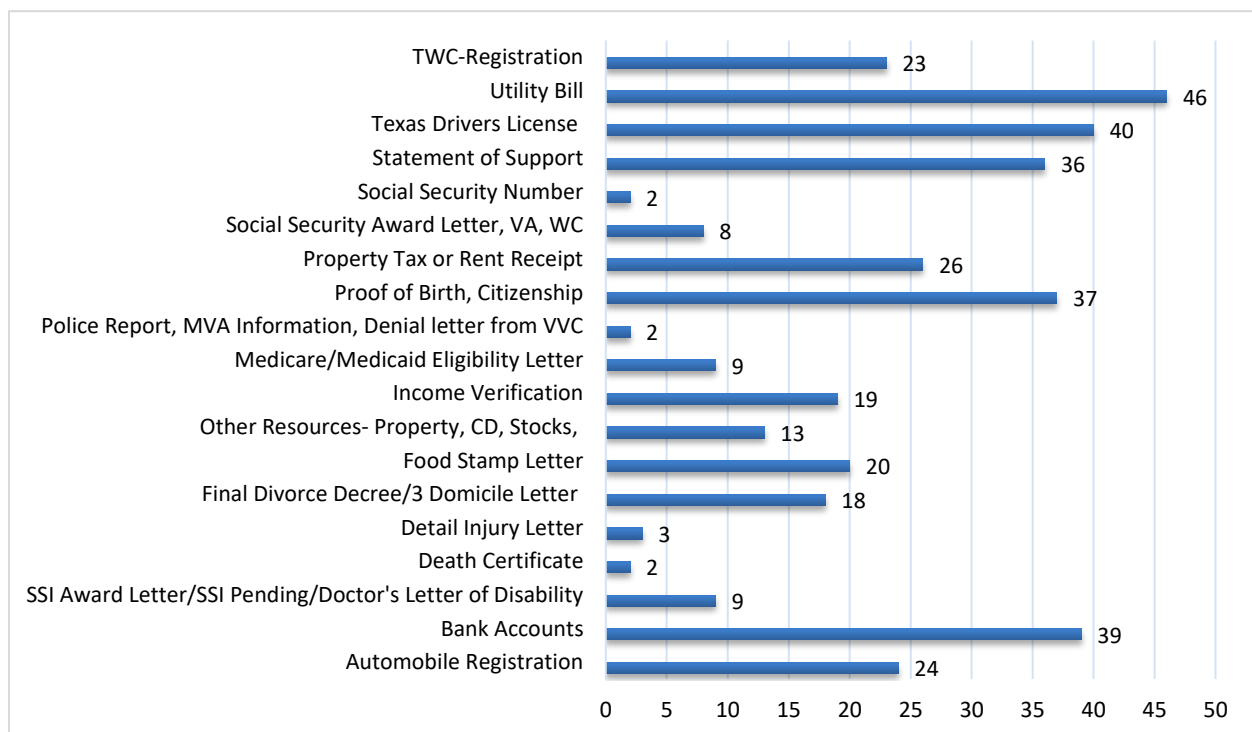 TWC-Registration 23
Utility Bill 46
Texas Drivers License 40
Statement of Support 36
Social Security Number 2
Social Security Award Letter, VA, WC 8
Property Tax or Rent Receipt 26
Proof of Birth, Citizenship 37
Police Report, MVA Information, Denial letter from VVC 2
Medicare/Medicaid Eligibility Letter 9
Income Verification 19
Other Resources- Property, CD, Stocks, 13
Food Stamp Letter 20
Final Divorce Decree/3 Domicile Letter 18
Detail Injury Letter 3
Death Certificate 2
SSI Award Letter/SSI Pending/Doctor's Letter of Disability 9
Bank Accounts 39
Automobile Registration 24
0 5 10 15 20 25 30 35 40 45 50